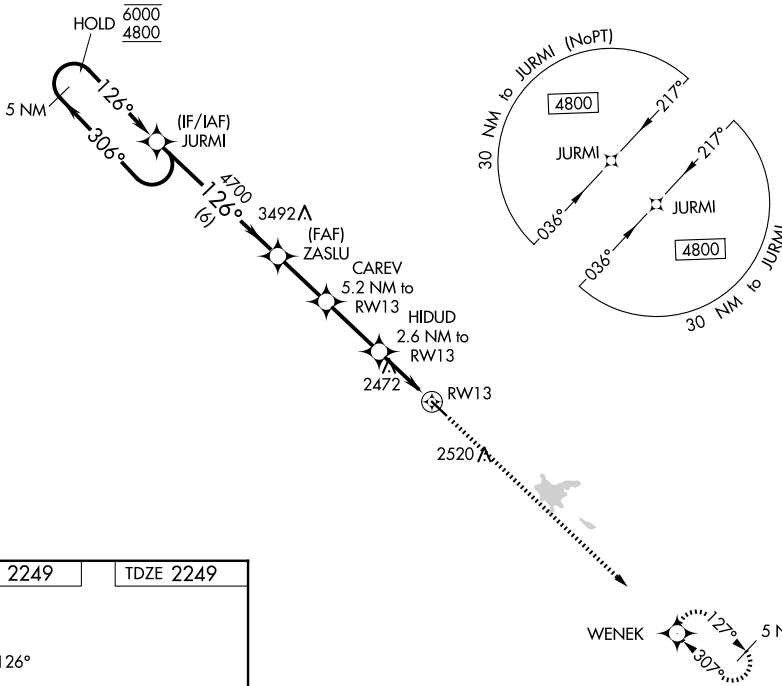 HOLD 6000
4800
5 NM
126°
306°
(IF/IAF)
JURMI
4700
126°
(6)
3492
(FAF)
ZASLU
CAREV
5.2 NM to
RW13
HIDUD
2.6 NM to
RW13
2472
RW13
2520
WENEK
127°
307°
5 N
30 NM to JURMI (NoPT)
4800
217°
JURMI
036°
217°
JURMI
036°
4800
30 NM to JURMI
2249
TDZE 2249
26°